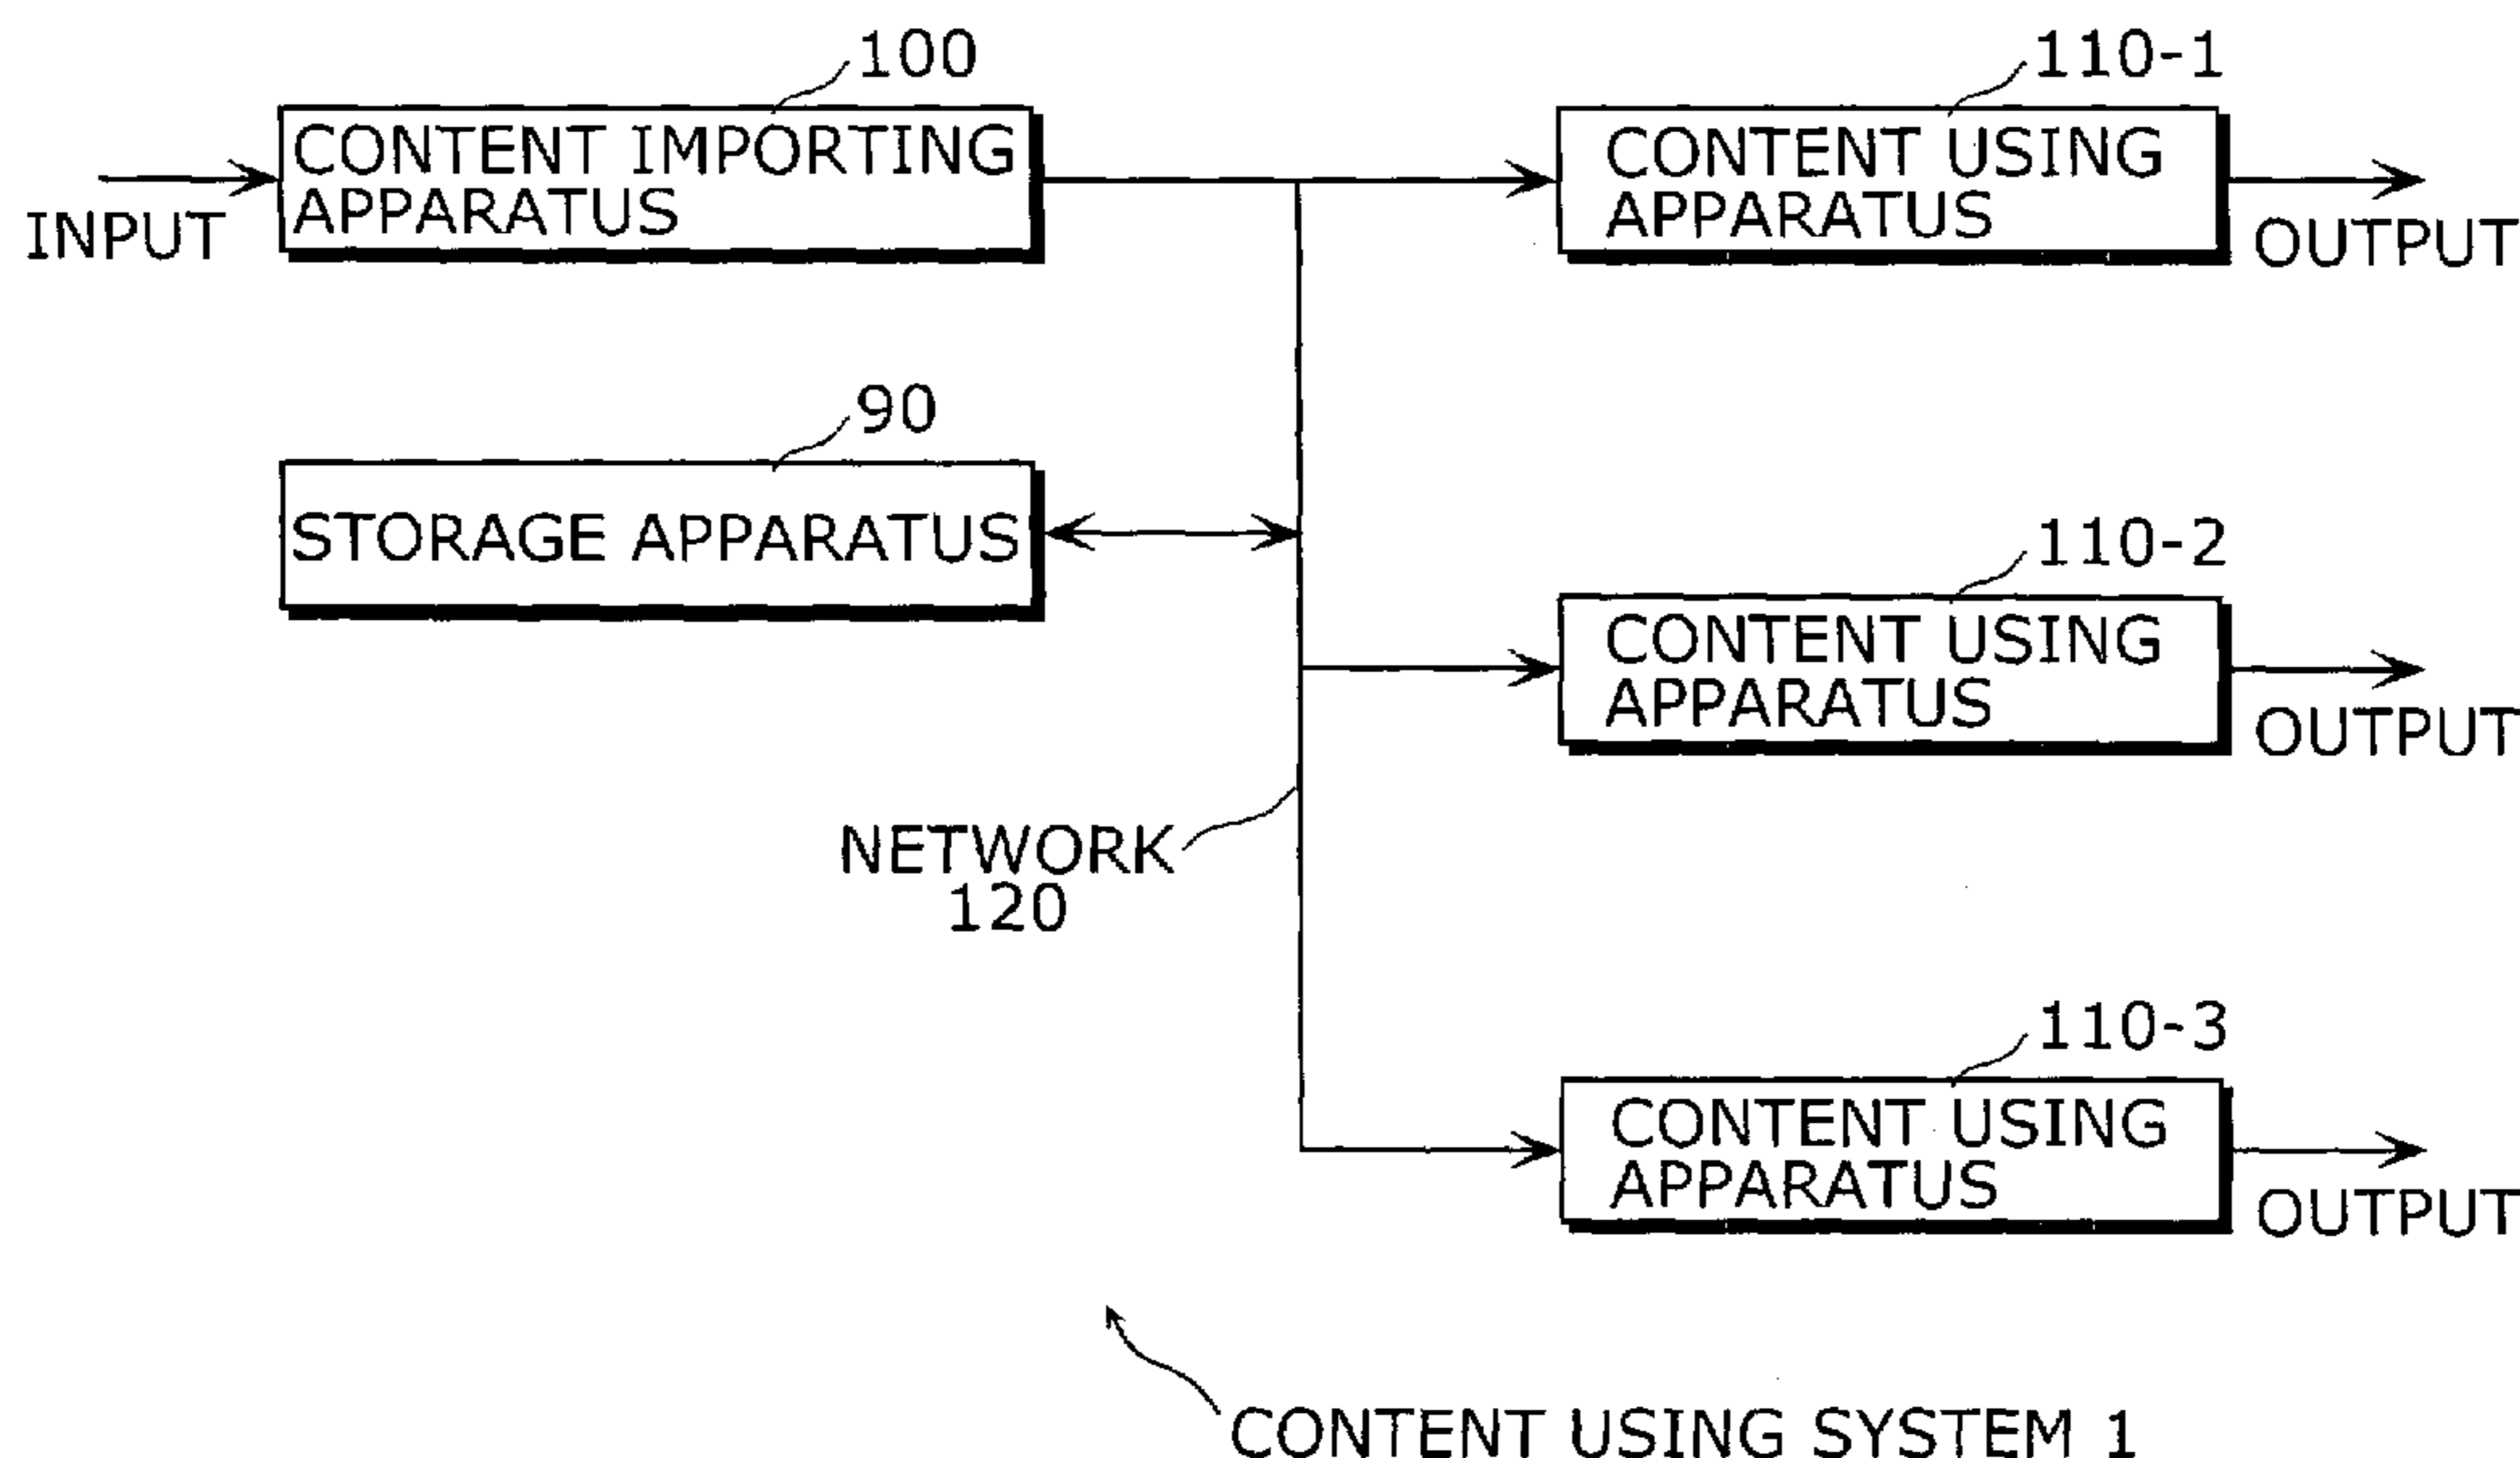 100
110-1
CONTENT IMPORTING
APPARATUS
CONTENT USING
APPARATUS
INPUT
OUTPUT
90
STORAGE APPARATUS
110-2
CONTENT USING
APPARATUS
OUTPUT
NETWORK
120
110-3
CONTENT USING
APPARATUS
OUTPUT
CONTENT USING SYSTEM 1